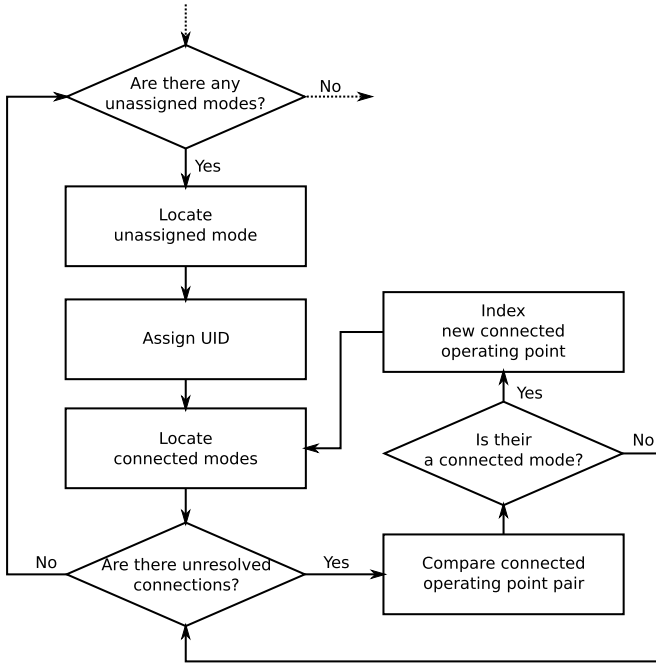 Are there any
unassigned modes?
No
Yes
Locate
unassigned mode
Assign UID
Index
new connected
operating point
Yes
Locate
connected modes
Is their
a connected mode?
No
Are there unresolved
connections?
No
Yes
Compare connected
operating point pair